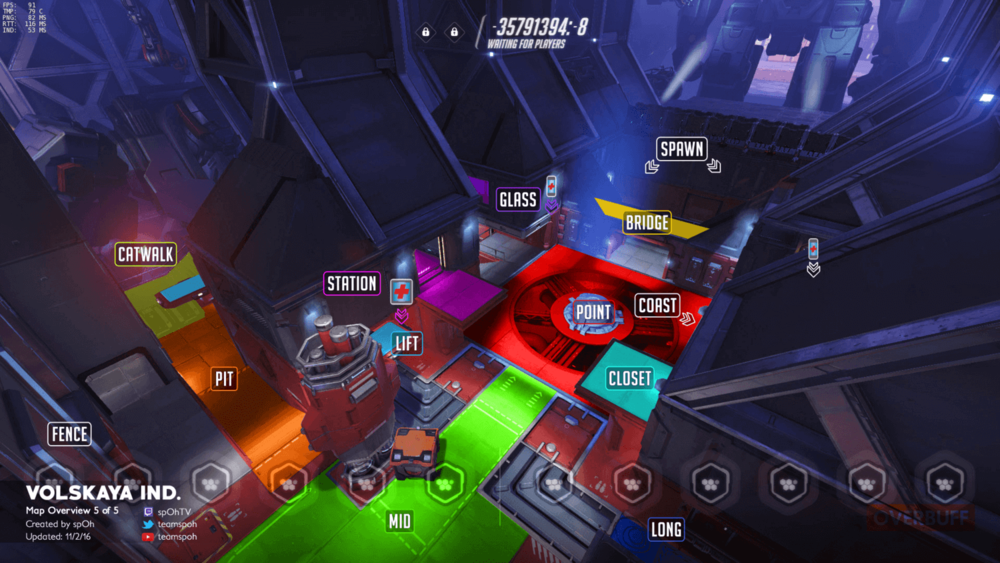 FPS: 91
TMP: 79 C
PNG: 82 MS
RTT: 116 MS
IND: 53 MS
-35791394:-8
WAITING FOR PLAYERS
SPAWN
GLASS
BRIDGE
CATWALK
STATION
COAST
POINT
LIFT
CLOSET
PIT
FENCE
VOLSKAYA IND.
Map Overview 5 of 5
Created by spOh
Updated: 11/2/16
spOhTV
teamspoh
teamspoh
MID
LONG
OVERBUFF